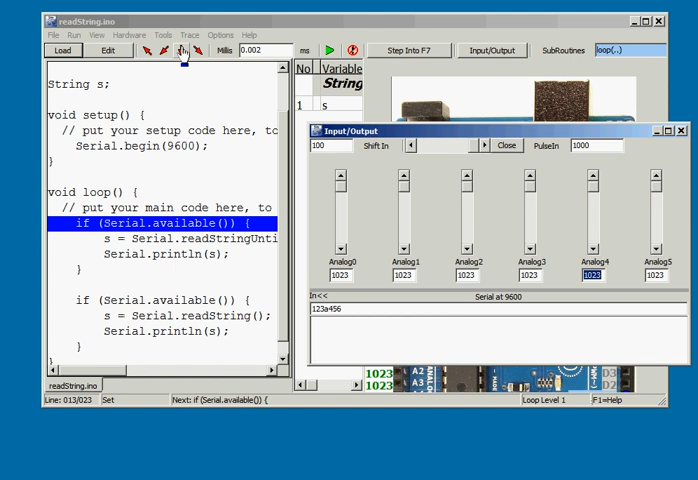 readString.ino
File Run View Hardware Tools Trace Options Help
Load Edit Millis 0.002 ms Step Into F7 Input/Output SubRoutines loop(..)
String s;
void setup() {
// put your setup code here, to
Serial.begin(9600);
}
void loop() {
// put your main code here, to
if (Serial.available()) {
s = Serial.readStringUnti
Serial.println(s);
}
if (Serial.available()) {
s = Serial.readString();
Serial.println(s);
}
}
readString.ino
No Variable
String
1 s
Input/Output
100 Shift In Close PulseIn 1000
Analog0 Analog1 Analog2 Analog3 Analog4 Analog5
1023 1023 1023 1023 1023 1023
In<< Serial at 9600
123a456
1023 A2 D3
1023 A3 D2
Line: 013/023 Set Next: if (Serial.available()) { Loop Level 1 F1=Help